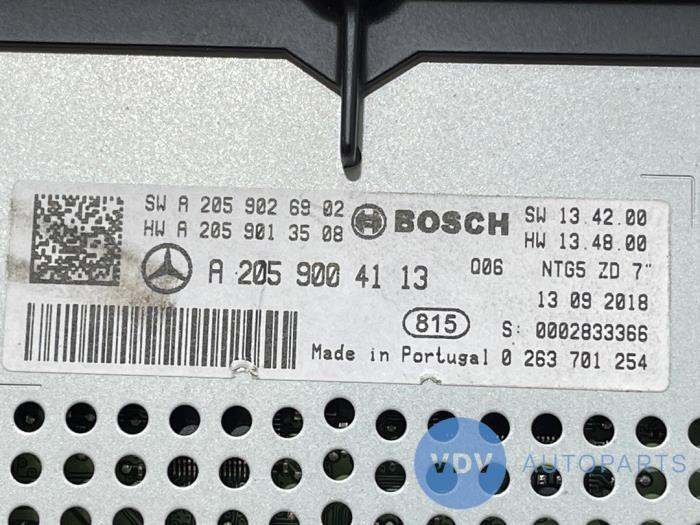 SW A 205 902 69 02
HW A 205 901 35 08
BOSCH
SW 13.42.00
HW 13.48.00
A 205 900 41 13
Q06
NTG5 ZD 7"
13 09 2018
815
S: 0002833366
Made in Portugal
0 263 701 254
VDV AUTOPARTS